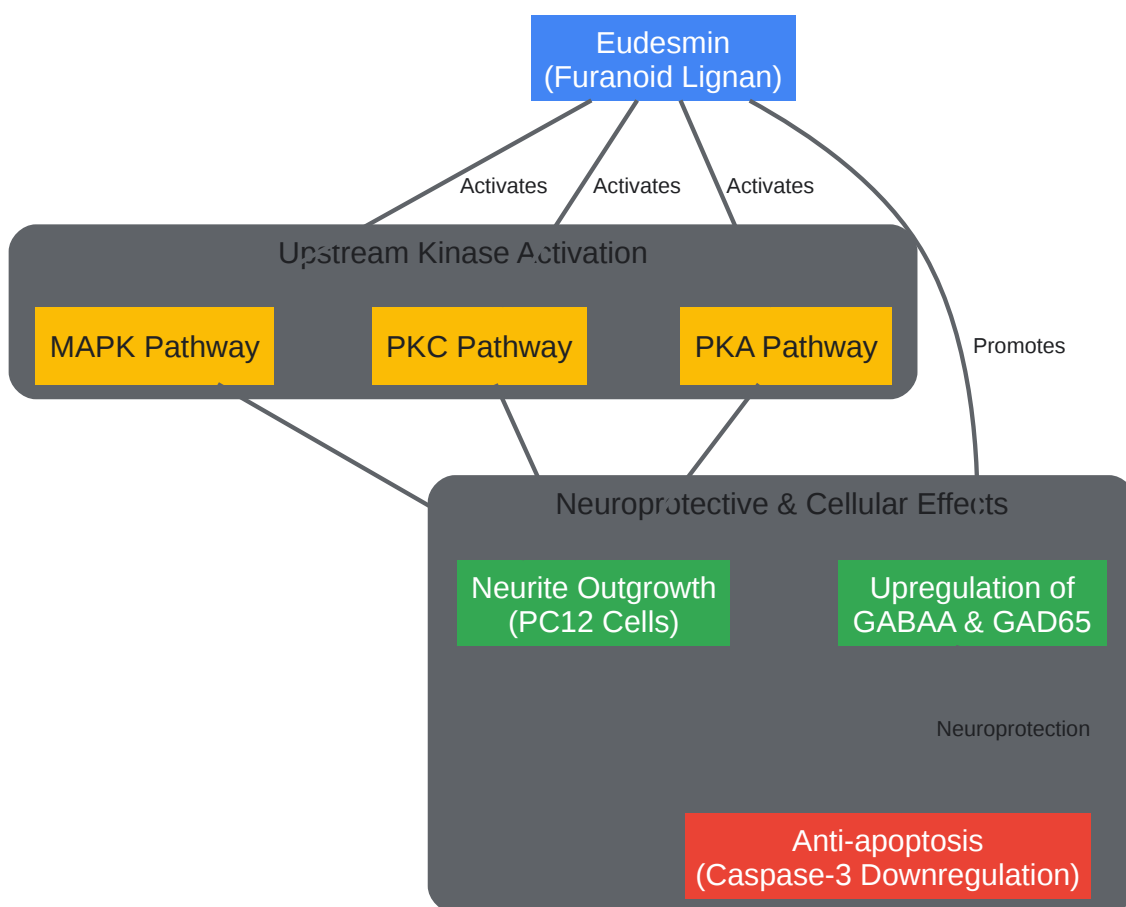 Eudesmin
(Furanoid Lignan)
Activates
Activates
Activates
Upstream Kinase Activation
MAPK Pathway
PKC Pathway
PKA Pathway
Promotes
Neuroprotective & Cellular Effects
Neurite Outgrowth
(PC12 Cells)
Upregulation of
GABAA & GAD65
Neuroprotection
Anti-apoptosis
(Caspase-3 Downregulation)